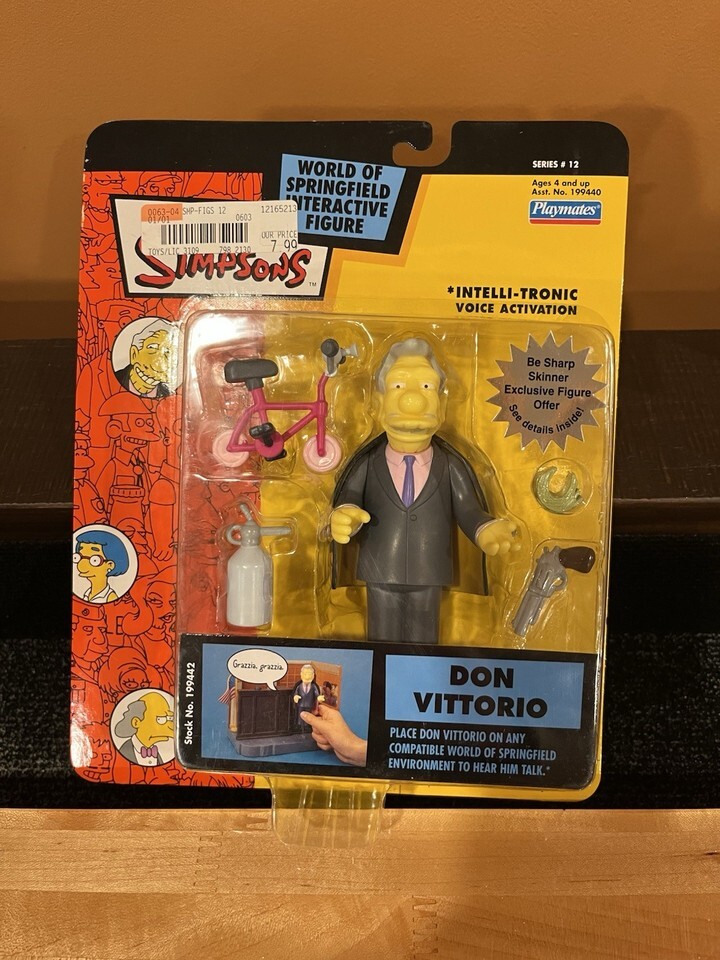 SERIES # 12
Ages 4 and up
Asst. No. 199440
Playmates®
WORLD OF
SPRINGFIELD
INTERACTIVE
FIGURE
0063-04 SHP-FIGS 12 12165213
01/01 0603
OUR PRICE
7.99
TOYS/LIC 3109 798 2130
SIMPSONS™
*INTELLI-TRONIC
VOICE ACTIVATION
Be Sharp
Skinner
Exclusive Figure
Offer
See details inside!
Stock No. 199442
Grazzia, grazzia.
DON
VITTORIO
PLACE DON VITTORIO ON ANY
COMPATIBLE WORLD OF SPRINGFIELD
ENVIRONMENT TO HEAR HIM TALK.*